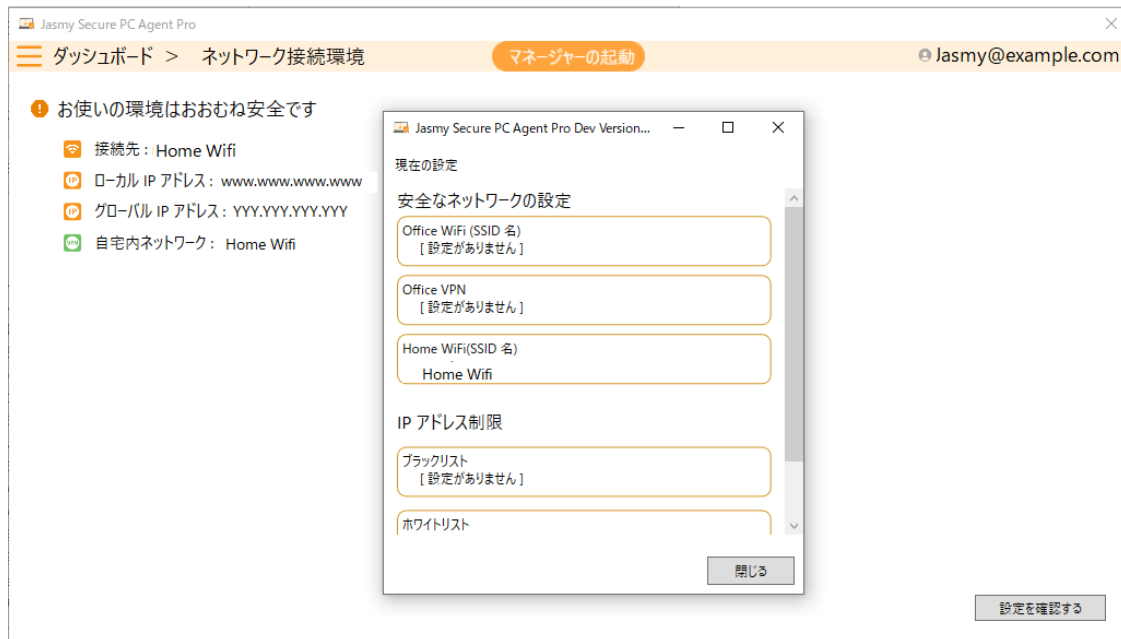 Jasmy Secure PC Agent Pro
ダッシュボード > ネットワーク接続環境
マネージャーの起動
Jasmy@example.com
お使いの環境はおおむね安全です
接続先 : Home Wifi
ローカル IP アドレス : www.www.www.www
グローバル IP アドレス : YYY.YYY.YYY.YYY
自宅内ネットワーク : Home Wifi
Jasmy Secure PC Agent Pro Dev Version...
現在の設定
安全なネットワークの設定
Office WiFi (SSID 名)
[ 設定がありません ]
Office VPN
[ 設定がありません ]
Home WiFi(SSID 名)
Home Wifi
IP アドレス制限
ブラックリスト
[ 設定がありません ]
ホワイトリスト
閉じる
設定を確認する